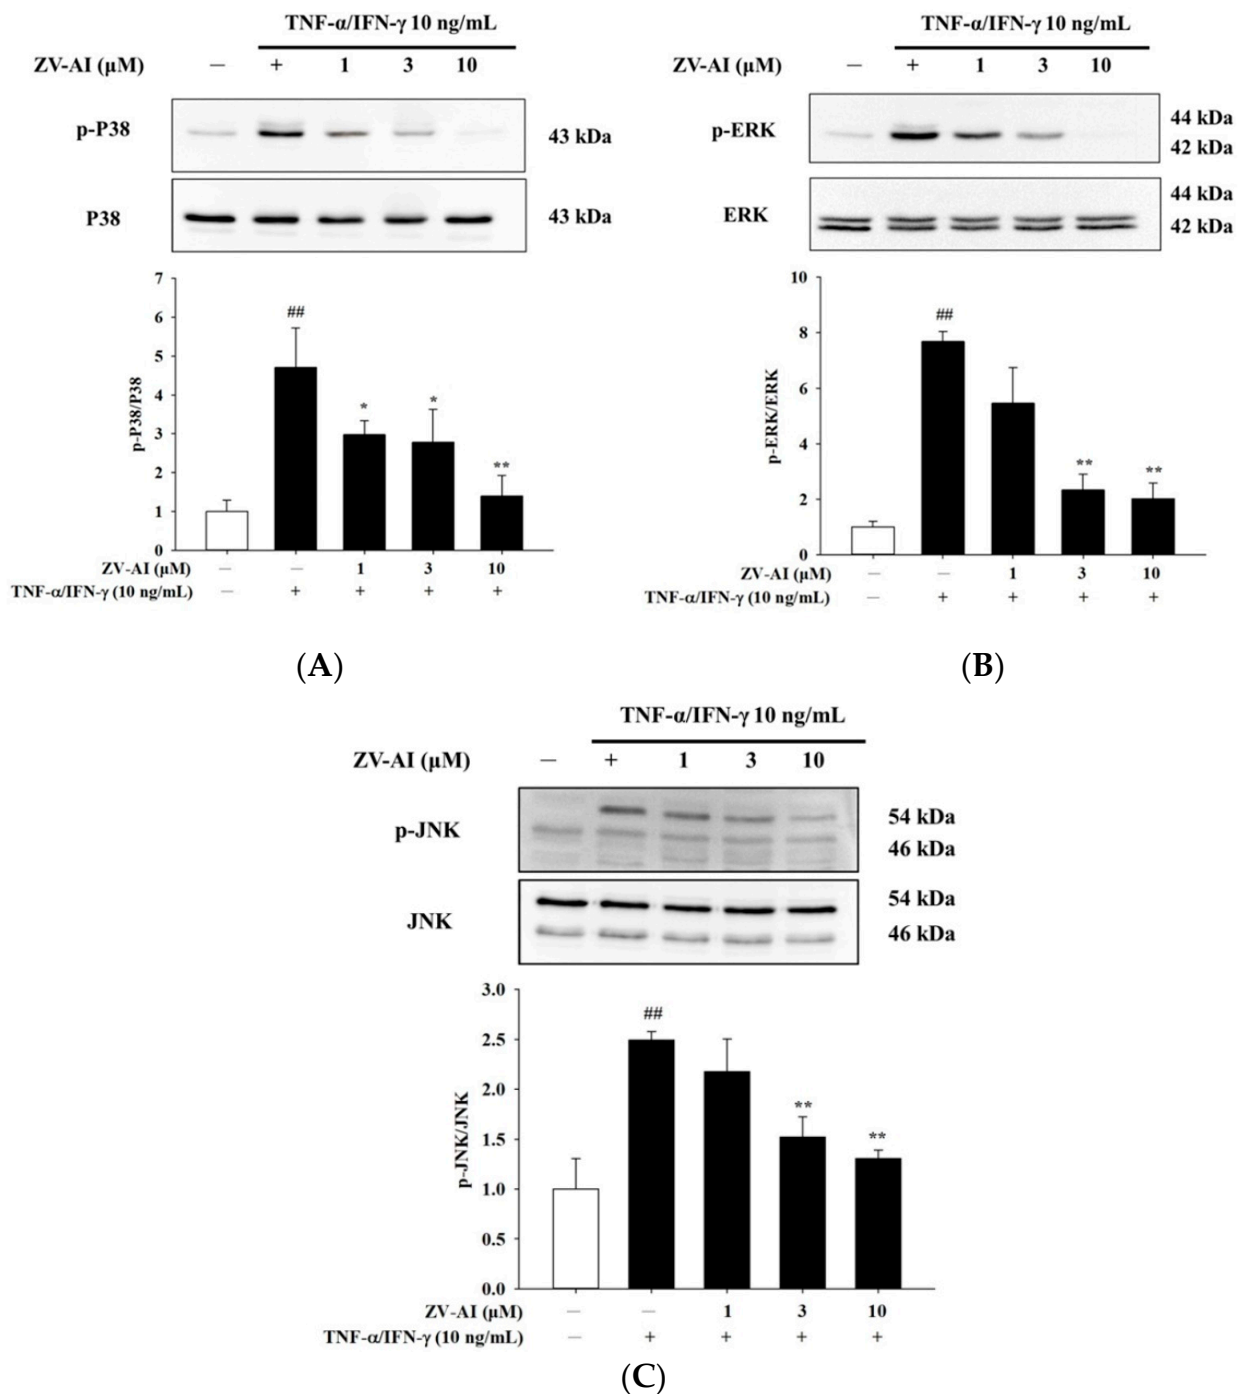 TNF-α/IFN-γ 10 ng/mL
ZV-AI (μM) — + 1 3 10
p-P38 43 kDa
P38 43 kDa
7
6
5
4
3
2
1
0
p-P38/P38
## * * **
ZV-AI (μM) — — 1 3 10
TNF-α/IFN-γ (10 ng/mL) — + + + +
(A)
TNF-α/IFN-γ 10 ng/mL
ZV-AI (μM) — + 1 3 10
p-ERK 44 kDa
42 kDa
ERK 44 kDa
42 kDa
10
8
6
4
2
0
p-ERK/ERK
## ** **
ZV-AI (μM) — — 1 3 10
TNF-α/IFN-γ (10 ng/mL) — + + + +
(B)
TNF-α/IFN-γ 10 ng/mL
ZV-AI (μM) — + 1 3 10
p-JNK 54 kDa
46 kDa
JNK 54 kDa
46 kDa
3.0
2.5
2.0
1.5
1.0
0.5
0.0
p-JNK/JNK
## ** **
ZV-AI (μM) — — 1 3 10
TNF-α/IFN-γ (10 ng/mL) — + + + +
(C)